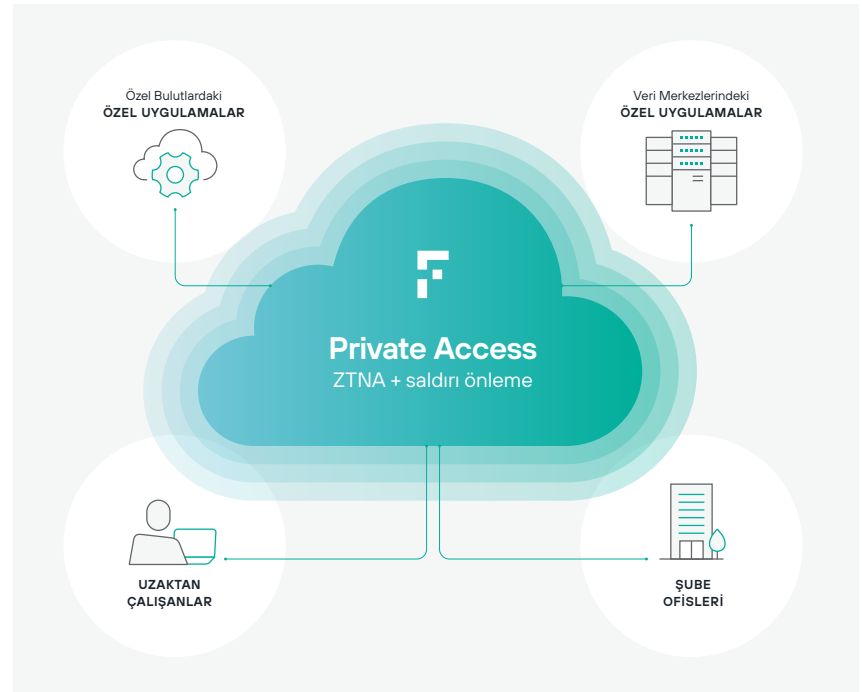 Özel Bulutlardaki
ÖZEL UYGULAMALAR
Veri Merkezlerindeki
ÖZEL UYGULAMALAR
Private Access
ZTNA + saldırı önleme
UZAKTAN
ÇALIŞANLAR
ŞUBE
OFİSLERİ